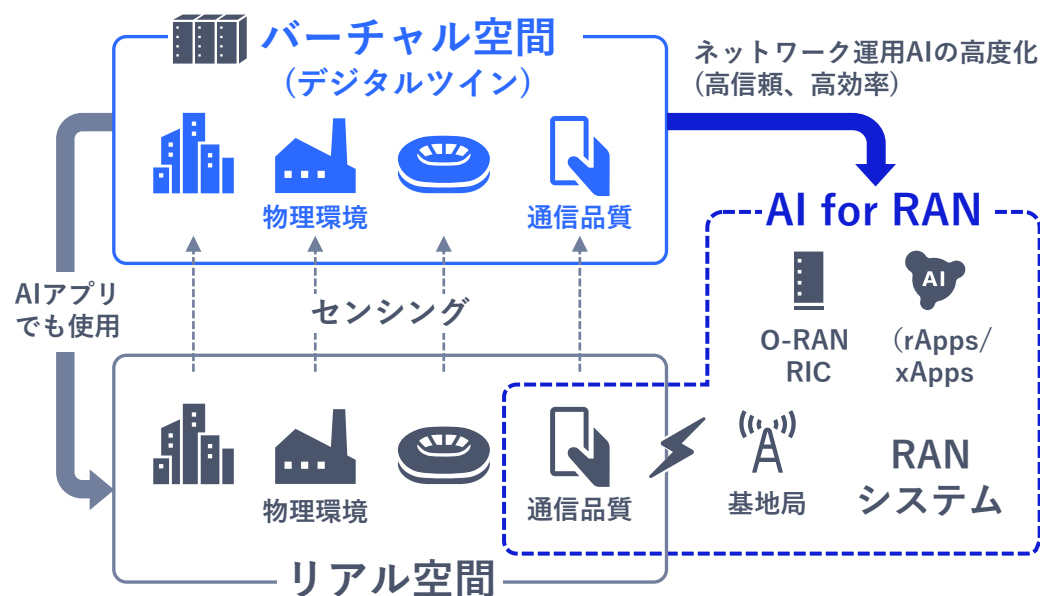 バーチャル空間
(デジタルツイン)
物理環境
通信品質
ネットワーク運用AIの高度化
(高信頼、高効率)
AI for RAN
AIアプリ
でも使用
センシング
O-RAN
RIC
AI
(rApps/
xApps
物理環境
通信品質
基地局
RAN
システム
リアル空間